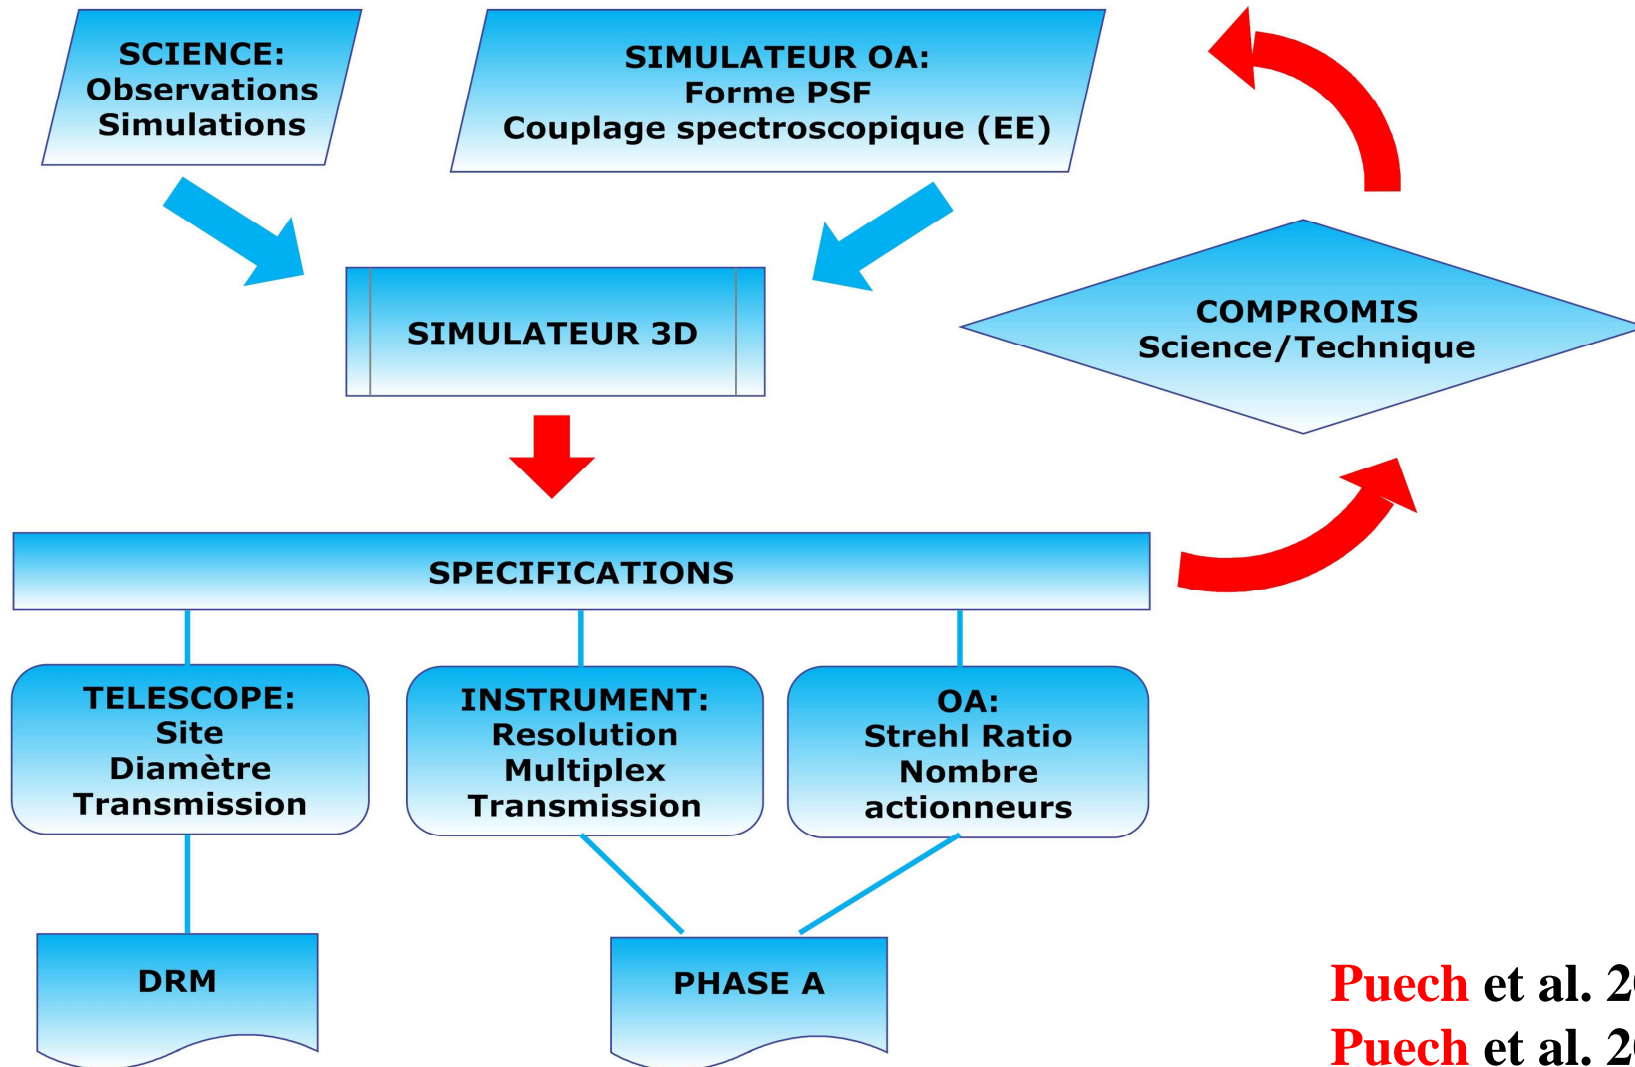 SCIENCE:
Observations
Simulations
SIMULATEUR OA:
Forme PSF
Couplage spectroscopique (EE)
SIMULATEUR 3D
COMPROMIS
Science/Technique
SPECIFICATIONS
TELESCOPE:
Site
Diamètre
Transmission
INSTRUMENT:
Resolution
Multiplex
Transmission
OA:
Strehl Ratio
Nombre
actionneurs
DRM
PHASE A
Puech et al.
Puech et al.